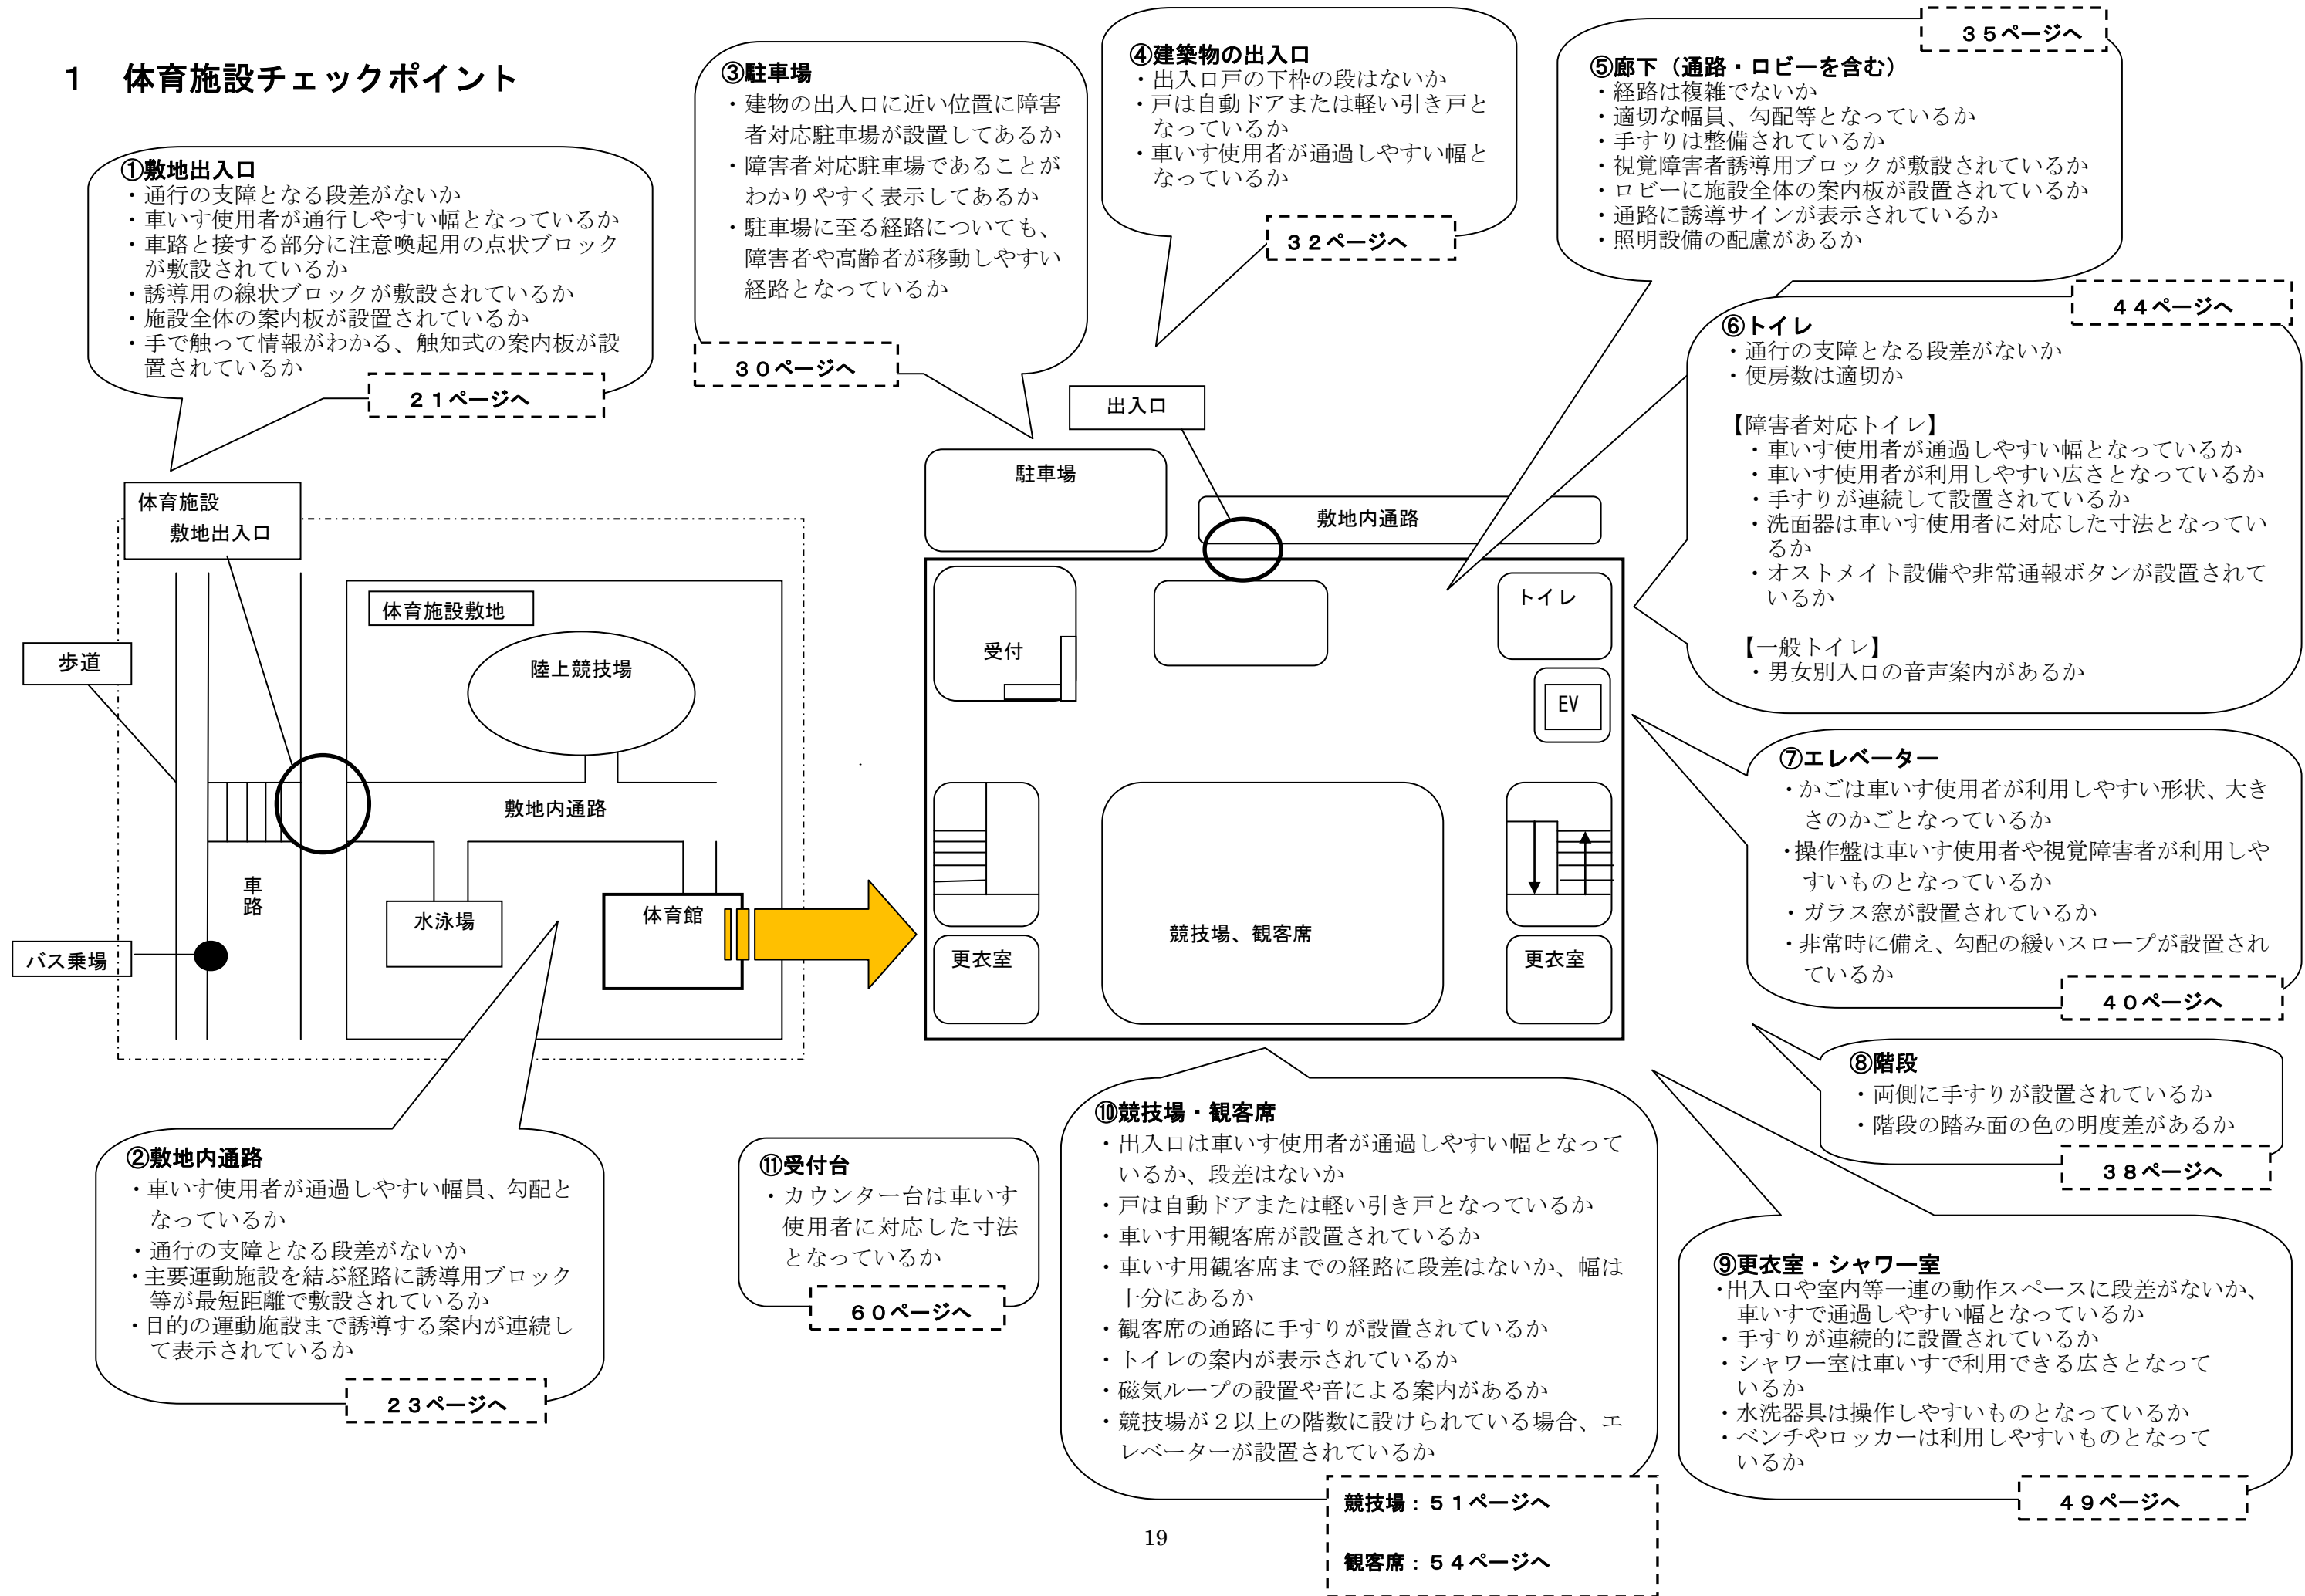 1　体育施設チェックポイント
①敷地出入口
・通行の支障となる段差がないか
・車いす使用者が通行しやすい幅となっているか
・車路と接する部分に注意喚起用の点状ブロック
が敷設されているか
・誘導用の線状ブロックが敷設されているか
・施設全体の案内板が設置されているか
・手で触って情報がわかる、触知式の案内板が設
置されているか
２１ページへ
③駐車場
・建物の出入口に近い位置に障害
者対応駐車場が設置してあるか
・障害者対応駐車場であることが
わかりやすく表示してあるか
・駐車場に至る経路についても、
障害者や高齢者が移動しやすい
経路となっているか
３０ページへ
④建築物の出入口
・出入口戸の下枠の段はないか
・戸は自動ドアまたは軽い引き戸と
なっているか
・車いす使用者が通過しやすい幅と
なっているか
３２ページへ
３５ページへ
⑤廊下（通路・ロビーを含む）
・経路は複雑でないか
・適切な幅員、勾配等となっているか
・手すりは整備されているか
・視覚障害者誘導用ブロックが敷設されているか
・ロビーに施設全体の案内板が設置されているか
・通路に誘導サインが表示されているか
・照明設備の配慮があるか
４４ページへ
⑥トイレ
・通行の支障となる段差がないか
・便房数は適切か
【障害者対応トイレ】
・車いす使用者が通過しやすい幅となっているか
・車いす使用者が利用しやすい広さとなっているか
・手すりが連続して設置されているか
・洗面器は車いす使用者に対応した寸法となってい
るか
・オストメイト設備や非常通報ボタンが設置されて
いるか
【一般トイレ】
・男女別入口の音声案内があるか
⑦エレベーター
・かごは車いす使用者が利用しやすい形状、大き
さのかごとなっているか
・操作盤は車いす使用者や視覚障害者が利用しや
すいものとなっているか
・ガラス窓が設置されているか
・非常時に備え、勾配の緩いスロープが設置され
ているか
４０ページへ
⑧階段
・両側に手すりが設置されているか
・階段の踏み面の色の明度差があるか
３８ページへ
⑨更衣室・シャワー室
・出入口や室内等一連の動作スペースに段差がないか、
車いすで通過しやすい幅となっているか
・手すりが連続的に設置されているか
・シャワー室は車いすで利用できる広さとなって
いるか
・水洗器具は操作しやすいものとなっているか
・ベンチやロッカーは利用しやすいものとなって
いるか
４９ページへ
体育施設
敷地出入口
体育施設敷地
歩道
陸上競技場
敷地内通路
車路
バス乗場
水泳場
体育館
出入口
駐車場
敷地内通路
受付
トイレ
EV
競技場、観客席
更衣室
更衣室
②敷地内通路
・車いす使用者が通過しやすい幅員、勾配と
なっているか
・通行の支障となる段差がないか
・主要運動施設を結ぶ経路に誘導用ブロック
等が最短距離で敷設されているか
・目的の運動施設まで誘導する案内が連続し
て表示されているか
２３ページへ
⑪受付台
・カウンター台は車いす
使用者に対応した寸法
となっているか
６０ページへ
⑩競技場・観客席
・出入口は車いす使用者が通過しやすい幅となって
いるか、段差はないか
・戸は自動ドアまたは軽い引き戸となっているか
・車いす用観客席が設置されているか
・車いす用観客席までの経路に段差はないか、幅は
十分にあるか
・観客席の通路に手すりが設置されているか
・トイレの案内が表示されているか
・磁気ループの設置や音による案内があるか
・競技場が２以上の階数に設けられている場合、エ
レベーターが設置されているか
競技場：５１ページへ
観客席：５４ページへ
19